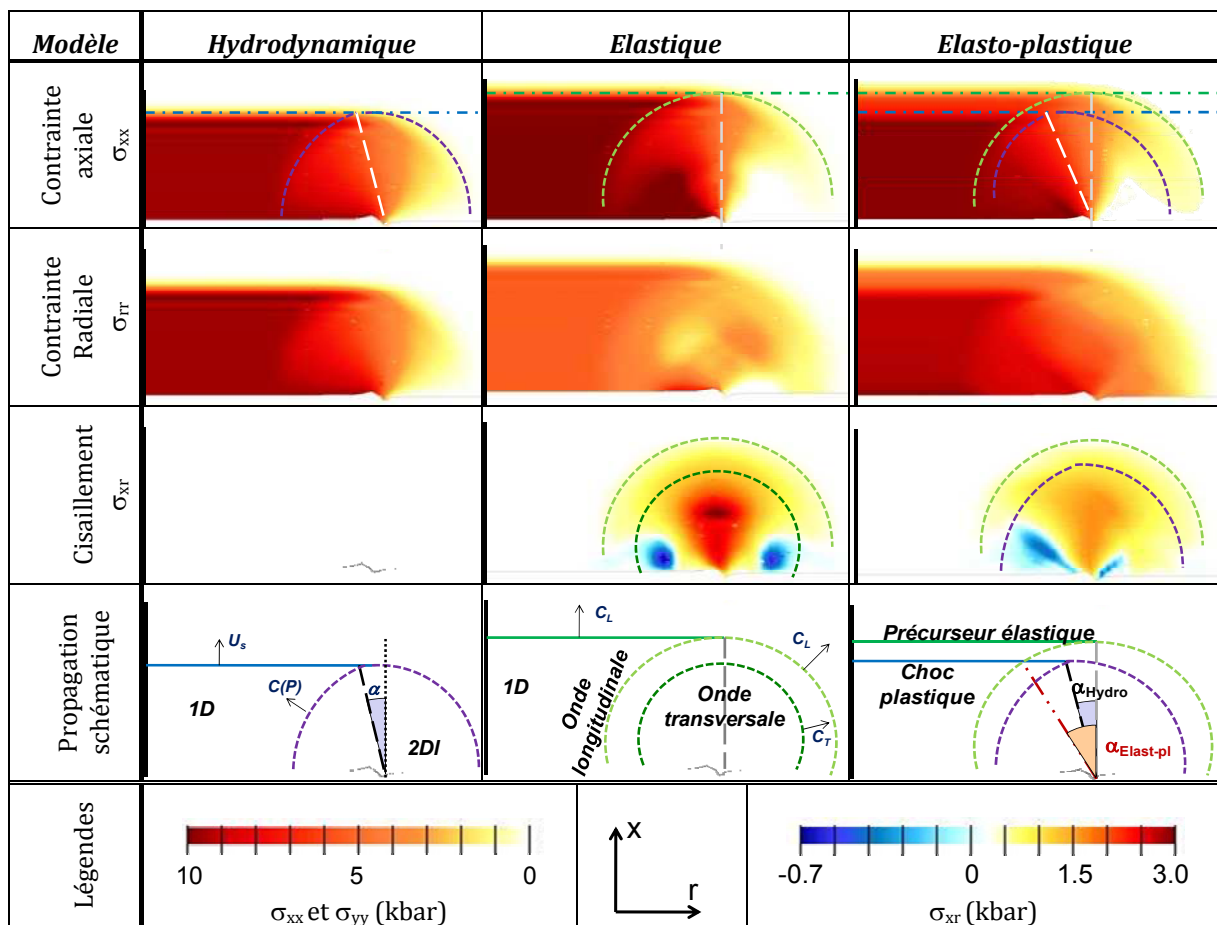 Modèle
Hydrodynamique
Elastique
Elasto-plastique
Contrainte
axiale
σxx
Contrainte
Radiale
σrr
Cisaillement
σxr
Propagation
schématique
Us
C(P)
1D
α
2DI
CL
1D
Onde
longitudinale
Onde
transversale
CL
CT
Précurseur élastique
Choc
plastique
αHydro
αElast-pl
Légendes
10
5
0
σxx et σyy (kbar)
x
r
-0.7
0
1.5
3.0
σxr (kbar)